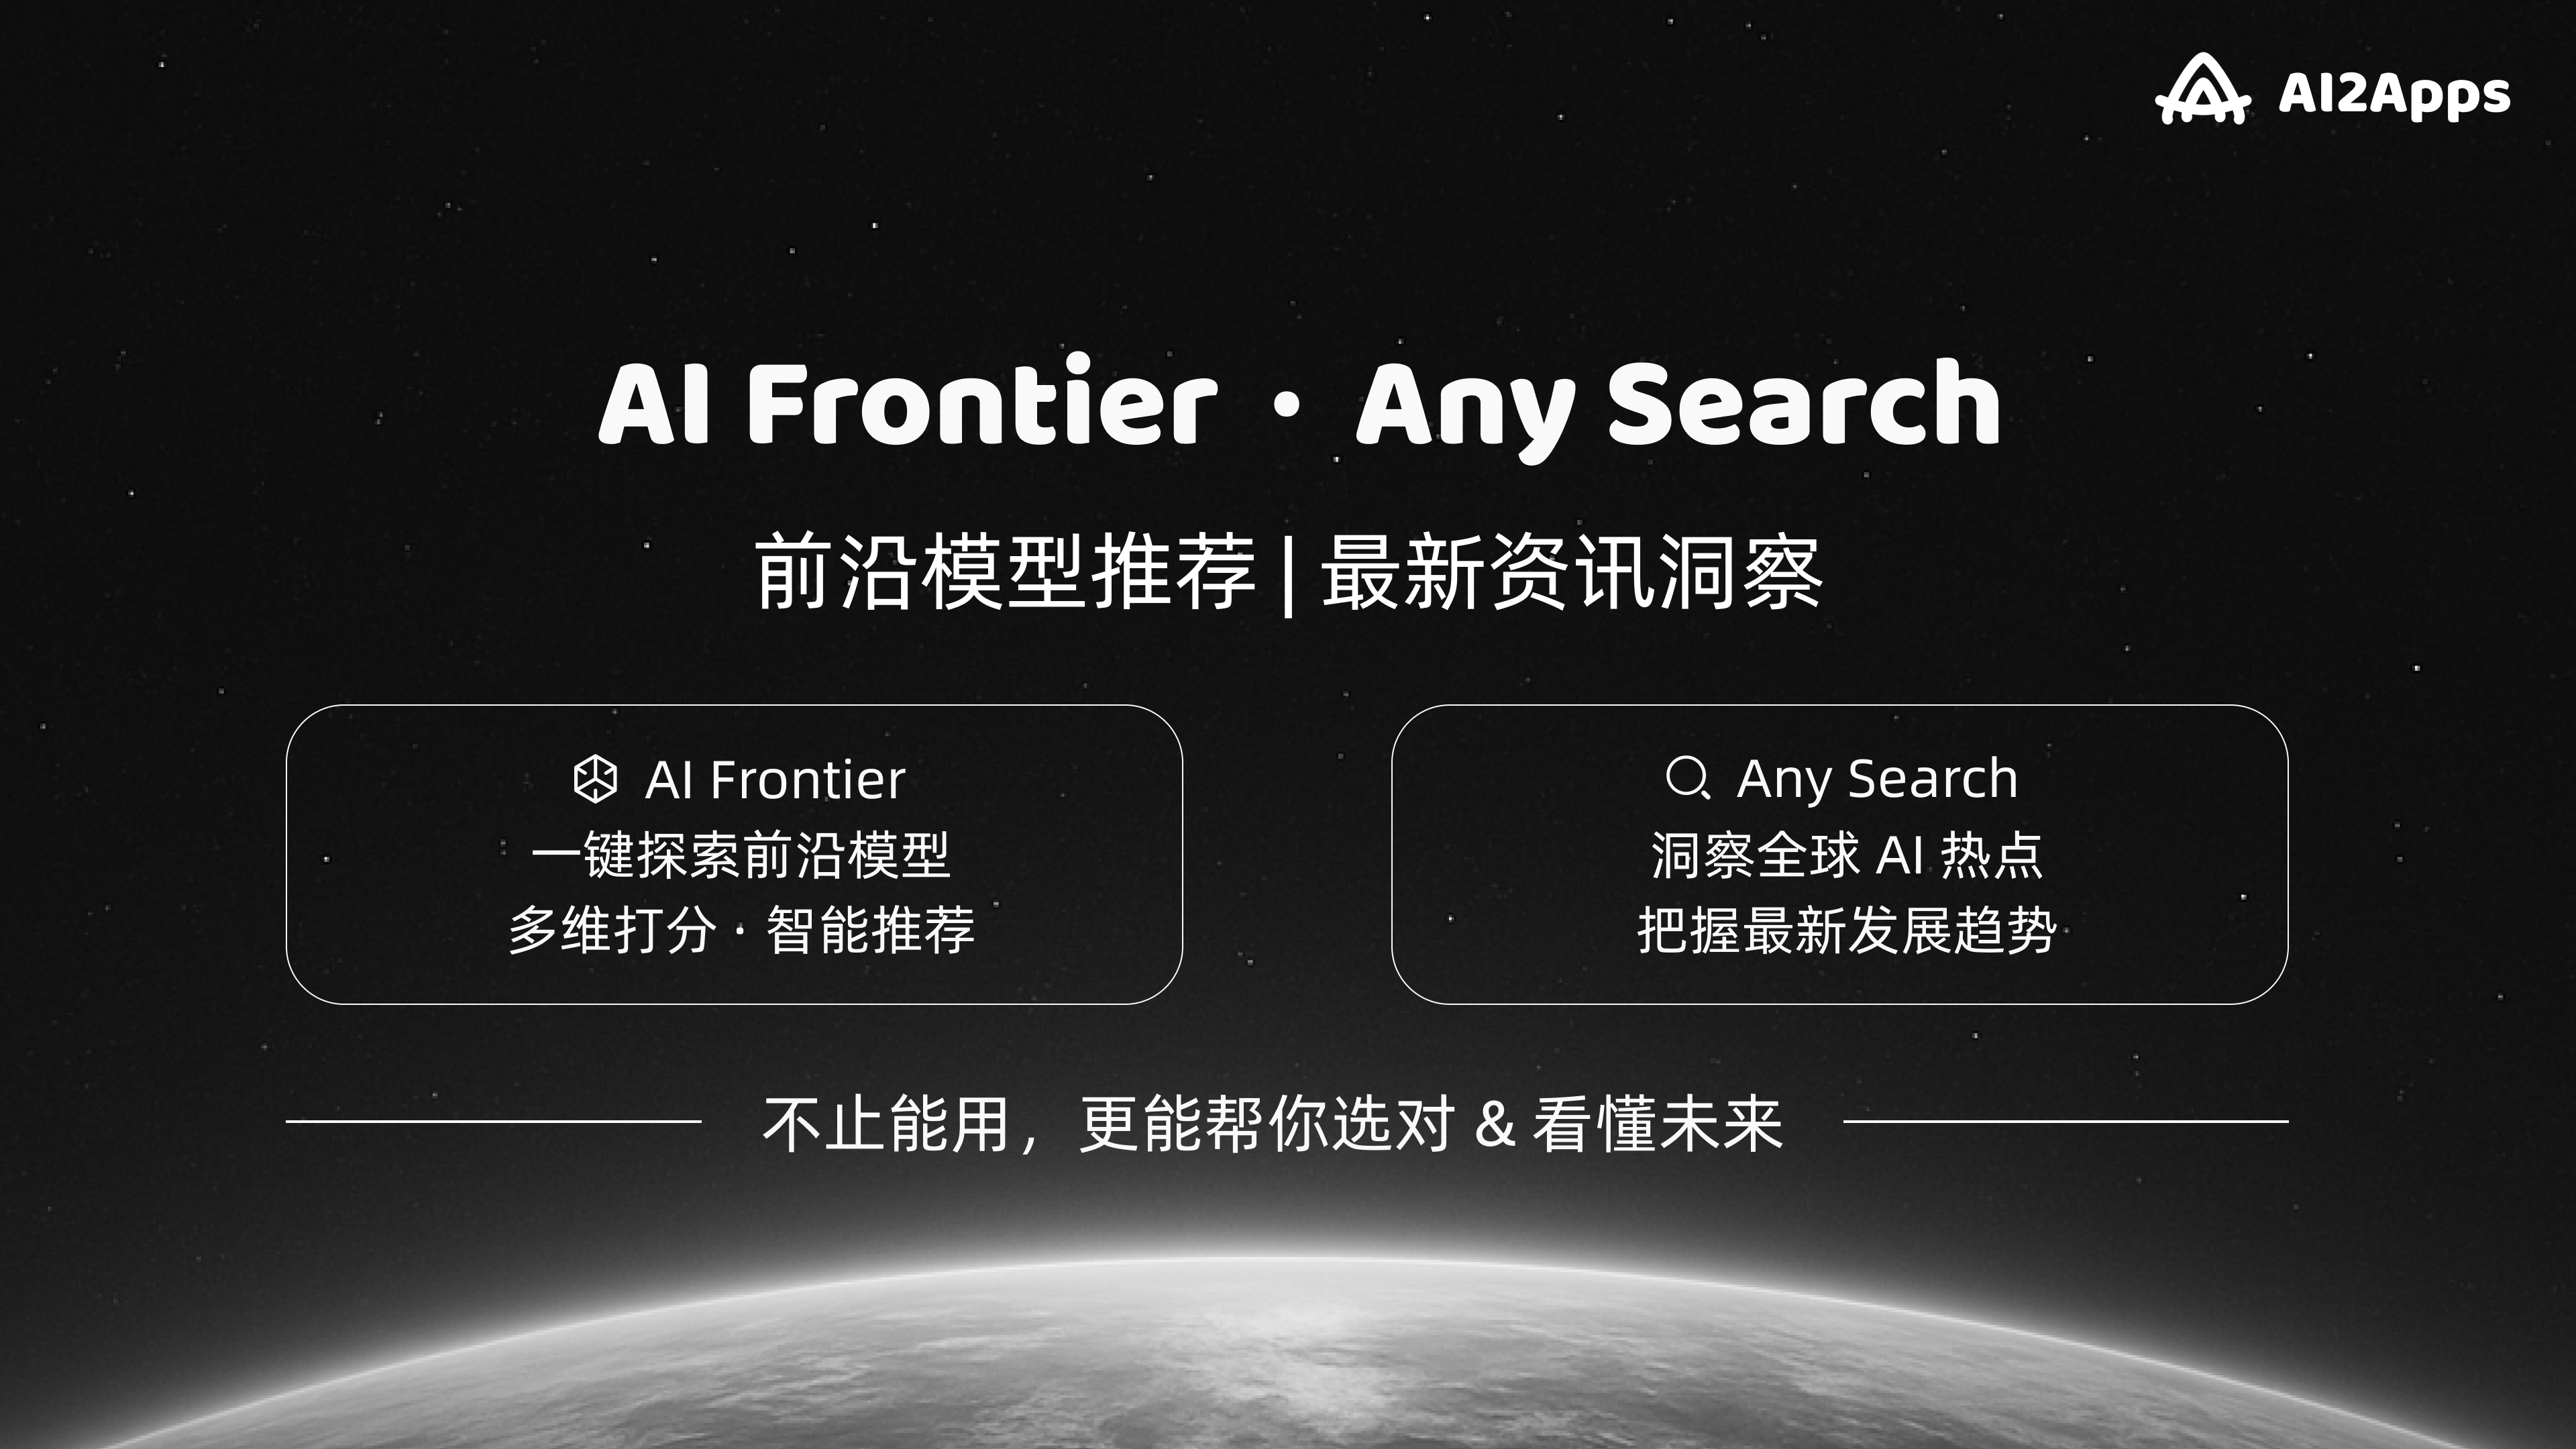 AI2Apps
AI Frontier · Any Search
前沿模型推荐 | 最新资讯洞察
AI Frontier
一键探索前沿模型
多维打分 · 智能推荐
Any Search
洞察全球 AI 热点
把握最新发展趋势
不止能用，更能帮你选对 & 看懂未来